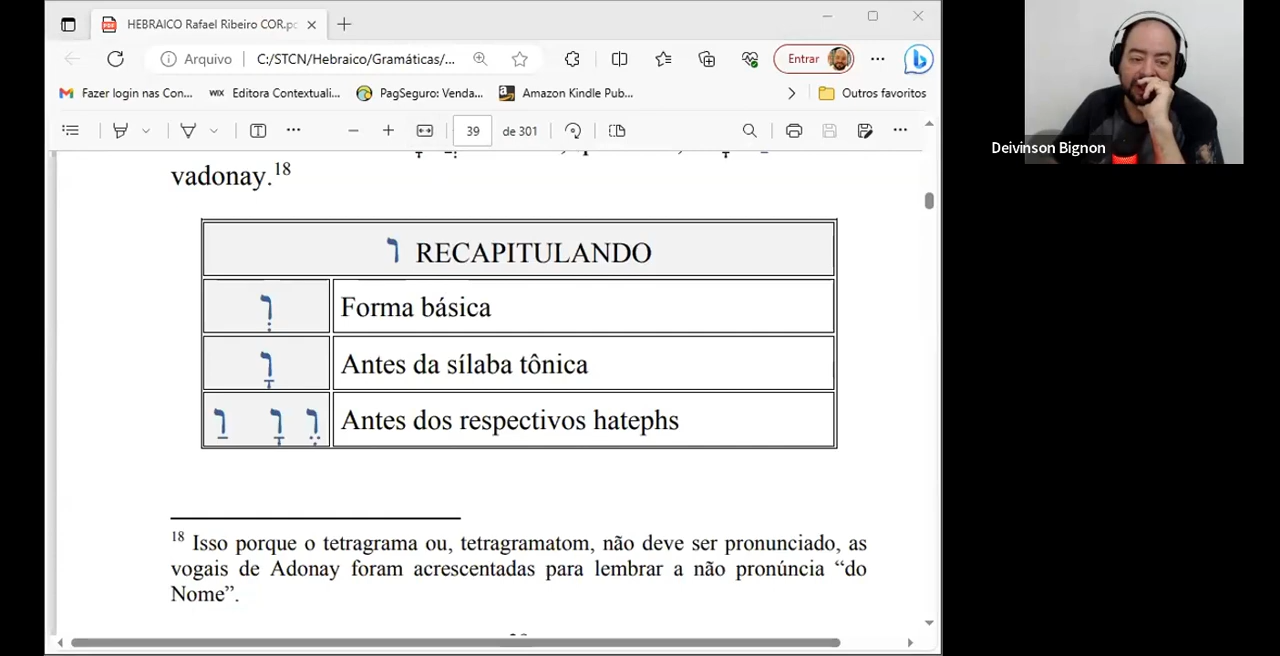 HEBRAICO Rafael Ribeiro COR.pc
Arquivo
C:/STCN/Hebraico/Gramáticas/...
Entrar
Fazer login nas Con...
WIX Editora Contextuali...
PagSeguro: Venda...
Amazon Kindle Pub...
Outros favoritos
39 de 301
vadonay.18
ו RECAPITULANDO
וְ Forma básica
וָ Antes da sílaba tônica
וַ וָ וֶ Antes dos respectivos hatephs
18 Isso porque o tetragrama ou, tetragramatom, não deve ser pronunciado, as
vogais de Adonay foram acrescentadas para lembrar a não pronúncia “do
Nome”.
Deivinson Bignon